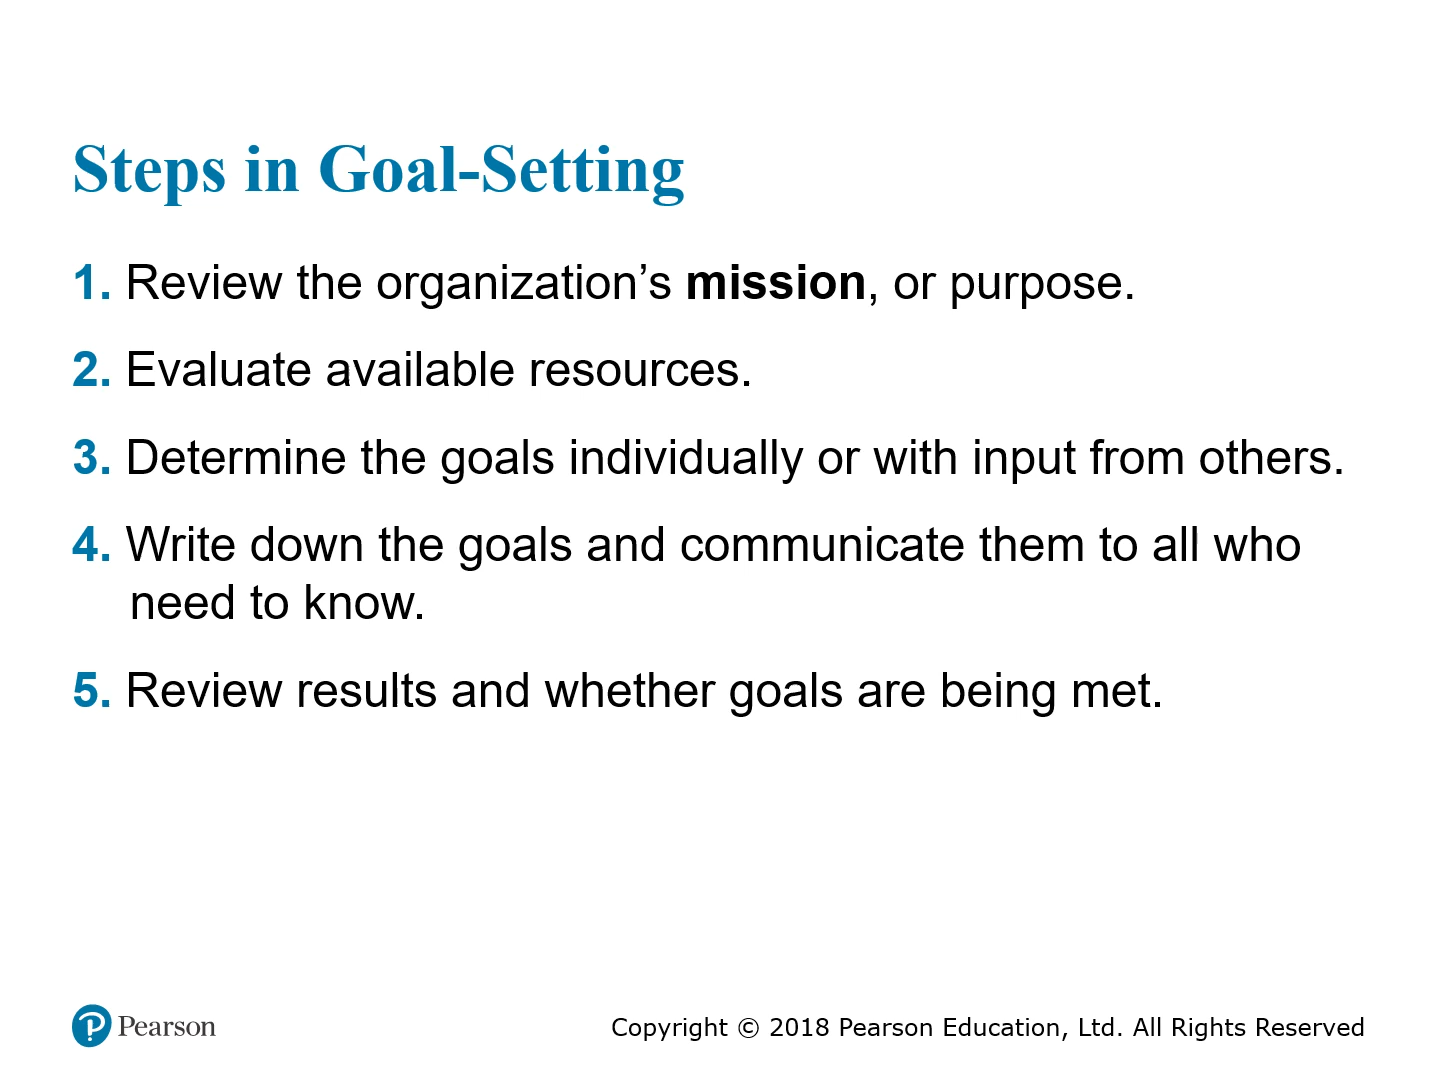 Steps in Goal-Setting
1. Review the organization’s mission, or purpose.
2. Evaluate available resources.
3. Determine the goals individually or with input from others.
4. Write down the goals and communicate them to all who
need to know.
5. Review results and whether goals are being met.
Pearson
Copyright © 2018 Pearson Education, Ltd. All Rights Reserved